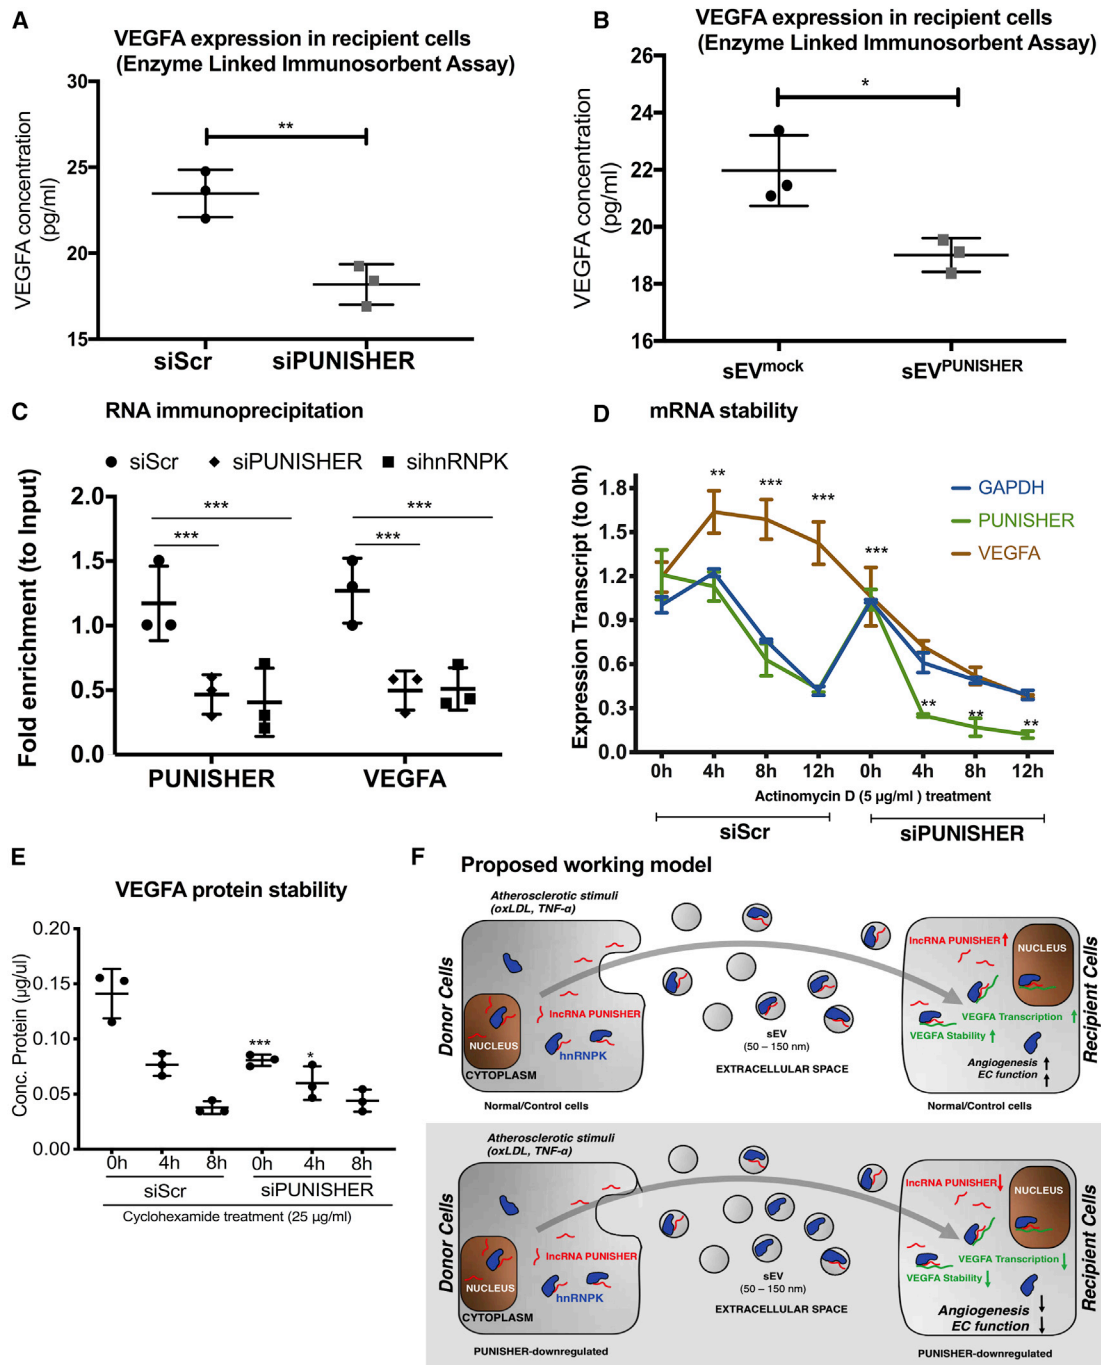 A
VEGFA expression in recipient cells
(Enzyme Linked Immunosorbent Assay)
VEGFA concentration
(pg/ml)
30
25
20
15
**
siScr
siPUNISHER
B
VEGFA expression in recipient cells
(Enzyme Linked Immunosorbent Assay)
VEGFA concentration
(pg/ml)
26
24
22
20
18
16
*
sEVmock
sEVPUNISHER
C
RNA immunoprecipitation
siScr
siPUNISHER
sihnRNPK
Fold enrichment (to Input)
2.0
1.5
1.0
0.5
0.0
***
***
***
***
PUNISHER
VEGFA
D
mRNA stability
Expression Transcript (to 0h)
1.8
1.5
1.2
0.9
0.6
0.3
0.0
**
***
***
***
**
**
**
GAPDH
PUNISHER
VEGFA
0h 4h 8h 12h 0h 4h 8h 12h
Actinomycin D (5 µg/ml ) treatment
siScr
siPUNISHER
E
VEGFA protein stability
Conc. Protein (µg/ul)
0.20
0.15
0.10
0.05
0.00
***
*
0h 4h 8h 0h 4h 8h
siScr
siPUNISHER
Cyclohexamide treatment (25 µg/ml)
F
Proposed working model
Donor Cells
Atherosclerotic stimuli
(oxLDL, TNF-α)
lncRNA PUNISHER
NUCLEUS
hnRNPK
CYTOPLASM
Normal/Control cells
sEV
(50 – 150 nm)
EXTRACELLULAR SPACE
lncRNA PUNISHER
NUCLEUS
VEGFA Transcription
VEGFA Stability
Angiogenesis
EC function
Normal/Control cells
Recipient Cells
Donor Cells
Atherosclerotic stimuli
(oxLDL, TNF-α)
lncRNA PUNISHER
NUCLEUS
hnRNPK
CYTOPLASM
PUNISHER-downregulated
sEV
(50 – 150 nm)
EXTRACELLULAR SPACE
lncRNA PUNISHER
NUCLEUS
VEGFA Transcription
VEGFA Stability
Angiogenesis
EC function
PUNISHER-downregulated
Recipient Cells